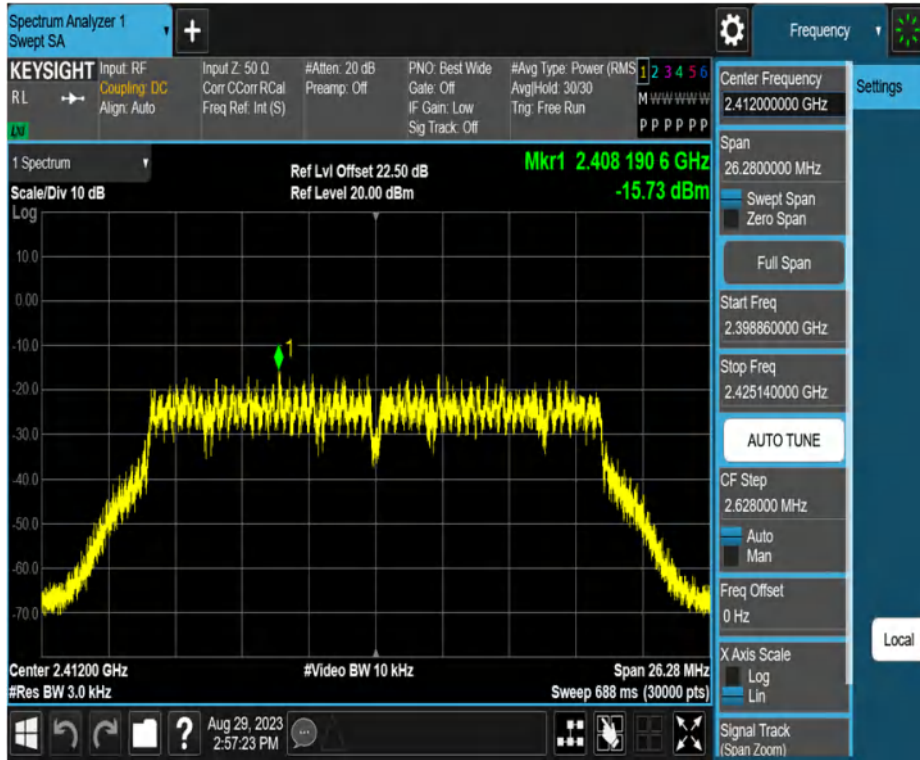 Spectrum Analyzer 1
Swept SA
+
Frequency
KEYSIGHT
RL
LXI
Input: RF
Coupling: DC
Align: Auto
Input Z: 50 Ω
Corr CCorr RCal
Freq Ref: Int (S)
#Atten: 20 dB
Preamp: Off
PNO: Best Wide
Gate: Off
IF Gain: Low
Sig Track: Off
#Avg Type: Power (RMS
Avg|Hold: 30/30
Trig: Free Run
1 2 3 4 5 6
M W W W W W
P P P P P P
1 Spectrum
Scale/Div 10 dB
Log
Ref Lvl Offset 22.50 dB
Ref Level 20.00 dBm
Mkr1 2.408 190 6 GHz
-15.73 dBm
10.0
0.00
-10.0
-20.0
-30.0
-40.0
-50.0
-60.0
-70.0
1
Center 2.41200 GHz
#Res BW 3.0 kHz
#Video BW 10 kHz
Span 26.28 MHz
Sweep 688 ms (30000 pts)
?
Aug 29, 2023
2:57:23 PM
Center Frequency
2.412000000 GHz
Settings
Span
26.2800000 MHz
Swept Span
Zero Span
Full Span
Start Freq
2.398860000 GHz
Stop Freq
2.425140000 GHz
AUTO TUNE
CF Step
2.628000 MHz
Auto
Man
Freq Offset
0 Hz
X Axis Scale
Log
Lin
Local
Signal Track
(Span Zoom)